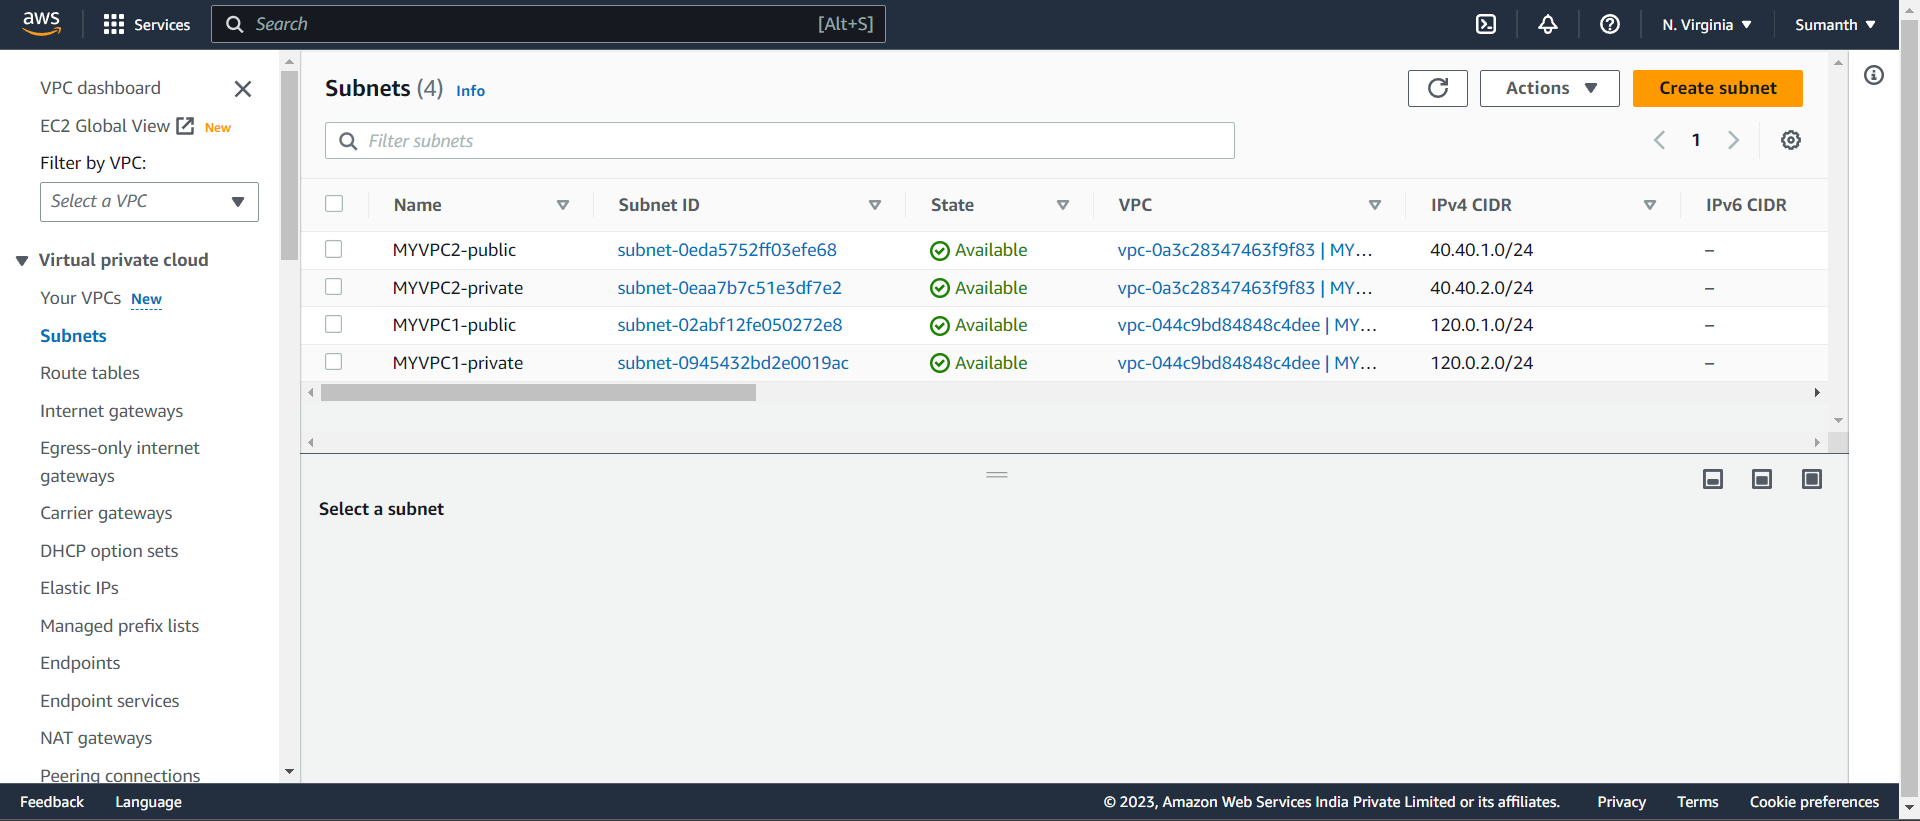 aws
Services
Search [Alt+S]
N. Virginia
Sumanth
VPC dashboard
EC2 Global View New
Filter by VPC:
Select a VPC
Virtual private cloud
Your VPCs New
Subnets
Route tables
Internet gateways
Egress-only internet
gateways
Carrier gateways
DHCP option sets
Elastic IPs
Managed prefix lists
Endpoints
Endpoint services
NAT gateways
Peering connections
Subnets (4) Info
Actions
Create subnet
Filter subnets
1
Name Subnet ID State VPC IPv4 CIDR IPv6 CIDR
MYVPC2-public subnet-0eda5752ff03efe68 Available vpc-0a3c28347463f9f83 | MY... 40.40.1.0/24 –
MYVPC2-private subnet-0eaa7b7c51e3df7e2 Available vpc-0a3c28347463f9f83 | MY... 40.40.2.0/24 –
MYVPC1-public subnet-02abf12fe050272e8 Available vpc-044c9bd84848c4dee | MY... 120.0.1.0/24 –
MYVPC1-private subnet-0945432bd2e0019ac Available vpc-044c9bd84848c4dee | MY... 120.0.2.0/24 –
Select a subnet
Feedback Language © 2023, Amazon Web Services India Private Limited or its affiliates. Privacy Terms Cookie preferences